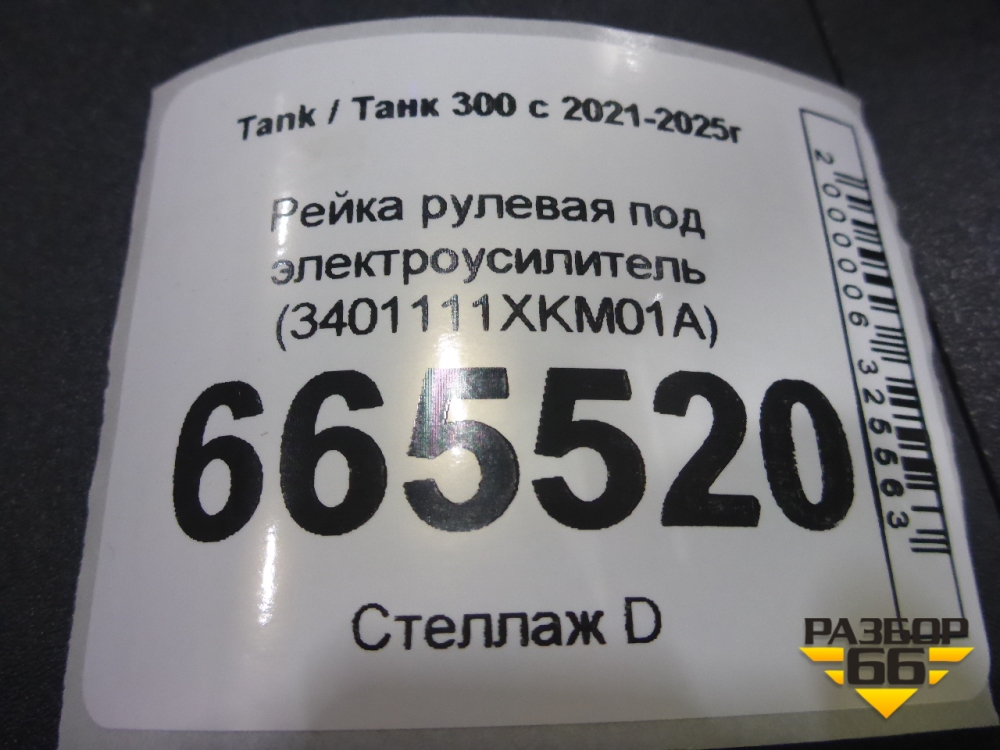 Tank / Танк 300 с 2021-2025г
Рейка рулевая под
электроусилитель
(3401111XKM01A)
665520
Стеллаж D
2000006325663
РАЗБОР
66